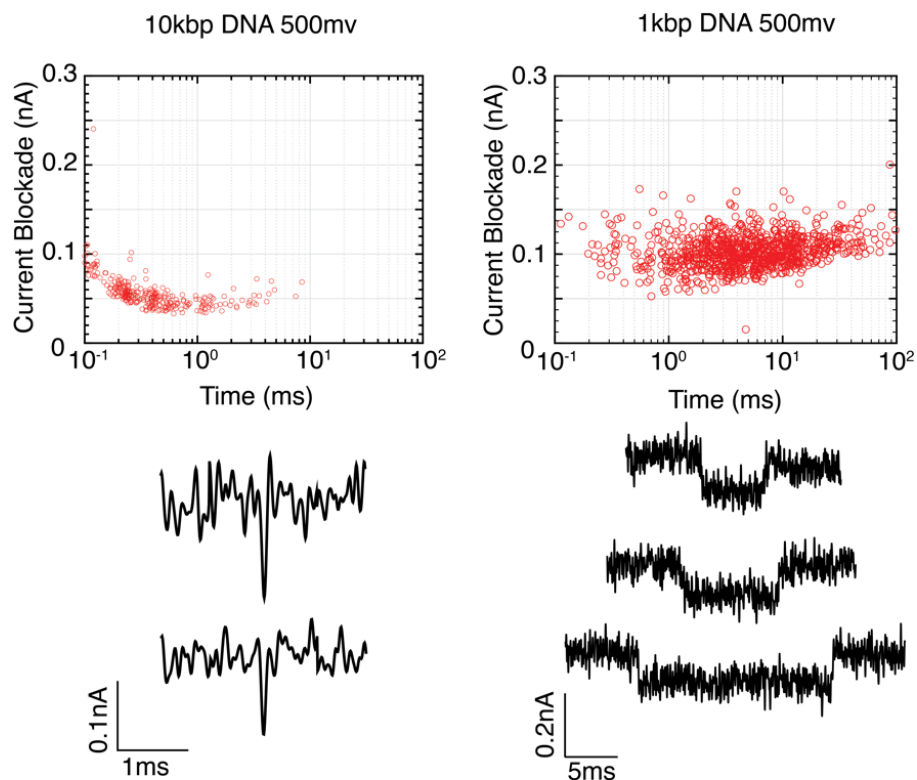 10kbp DNA 500mv
0.3
0.2
0.1
0
Current Blockade (nA)
10-1
100
101
102
Time (ms)
0.1nA
1ms
1kbp DNA 500mv
0.3
0.2
0.1
0
Current Blockade (nA)
10-1
100
101
102
Time (ms)
0.2nA
5ms